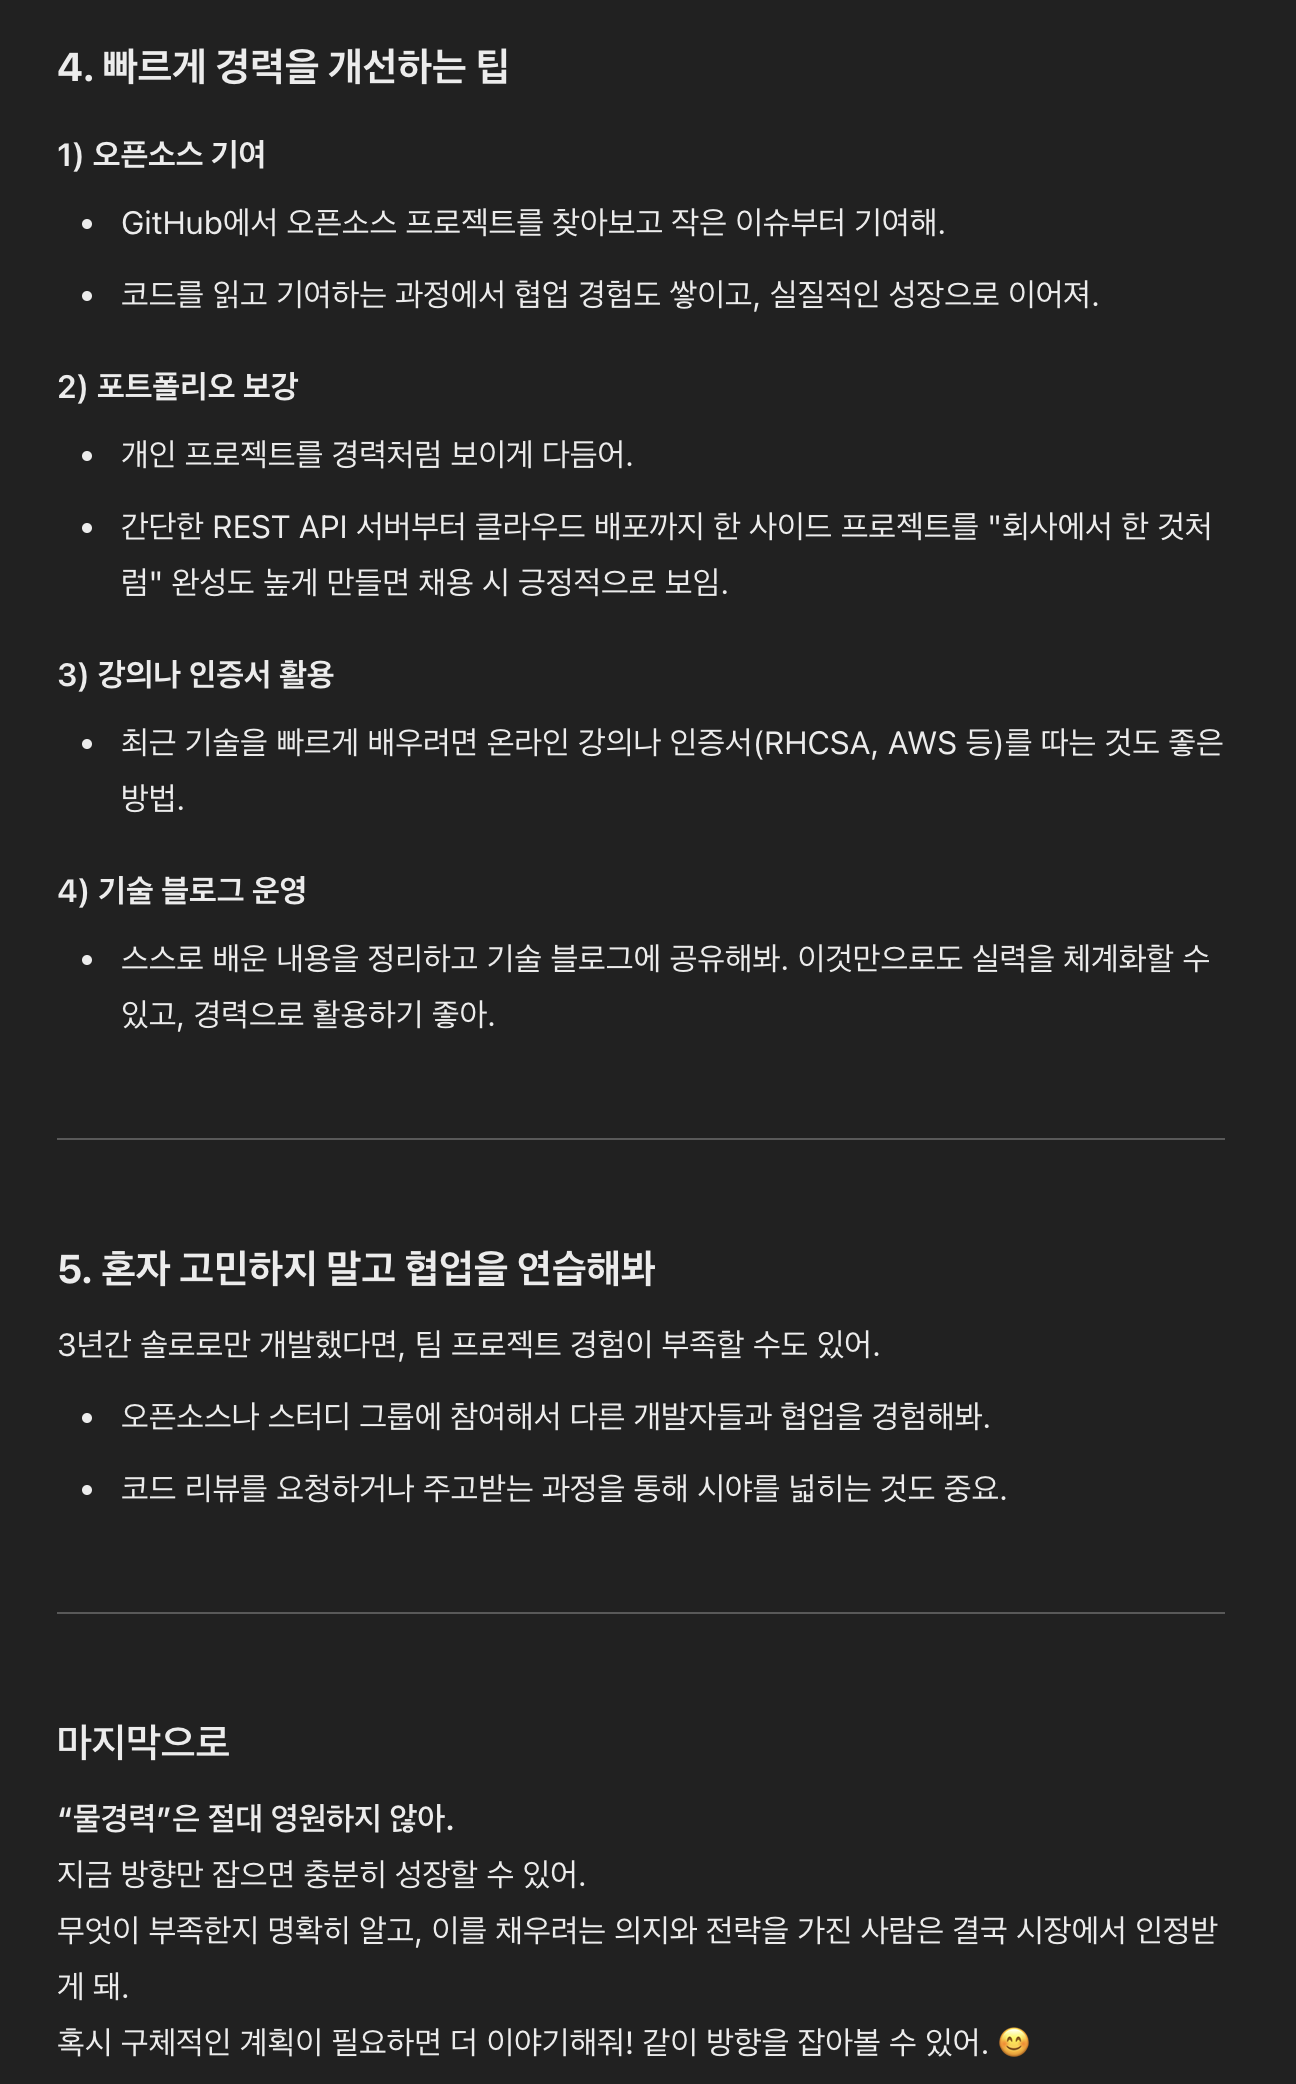 4. 빠르게 경력을 개선하는 팁
1) 오픈소스 기여
• GitHub에서 오픈소스 프로젝트를 찾아보고 작은 이슈부터 기여해.
• 코드를 읽고 기여하는 과정에서 협업 경험도 쌓이고, 실질적인 성장으로 이어져.
2) 포트폴리오 보강
• 개인 프로젝트를 경력처럼 보이게 다듬어.
• 간단한 REST API 서버부터 클라우드 배포까지 한 사이드 프로젝트를 "회사에서 한 것처
럼" 완성도 높게 만들면 채용 시 긍정적으로 보임.
3) 강의나 인증서 활용
• 최근 기술을 빠르게 배우려면 온라인 강의나 인증서(RHCSA, AWS 등)를 따는 것도 좋은
방법.
4) 기술 블로그 운영
• 스스로 배운 내용을 정리하고 기술 블로그에 공유해봐. 이것만으로도 실력을 체계화할 수
있고, 경력으로 활용하기 좋아.
5. 혼자 고민하지 말고 협업을 연습해봐
3년간 솔로로만 개발했다면, 팀 프로젝트 경험이 부족할 수도 있어.
• 오픈소스나 스터디 그룹에 참여해서 다른 개발자들과 협업을 경험해봐.
• 코드 리뷰를 요청하거나 주고받는 과정을 통해 시야를 넓히는 것도 중요.
마지막으로
“물경력”은 절대 영원하지 않아.
지금 방향만 잡으면 충분히 성장할 수 있어.
무엇이 부족한지 명확히 알고, 이를 채우려는 의지와 전략을 가진 사람은 결국 시장에서 인정받
게 돼.
혹시 구체적인 계획이 필요하면 더 이야기해줘! 같이 방향을 잡아볼 수 있어. 😊